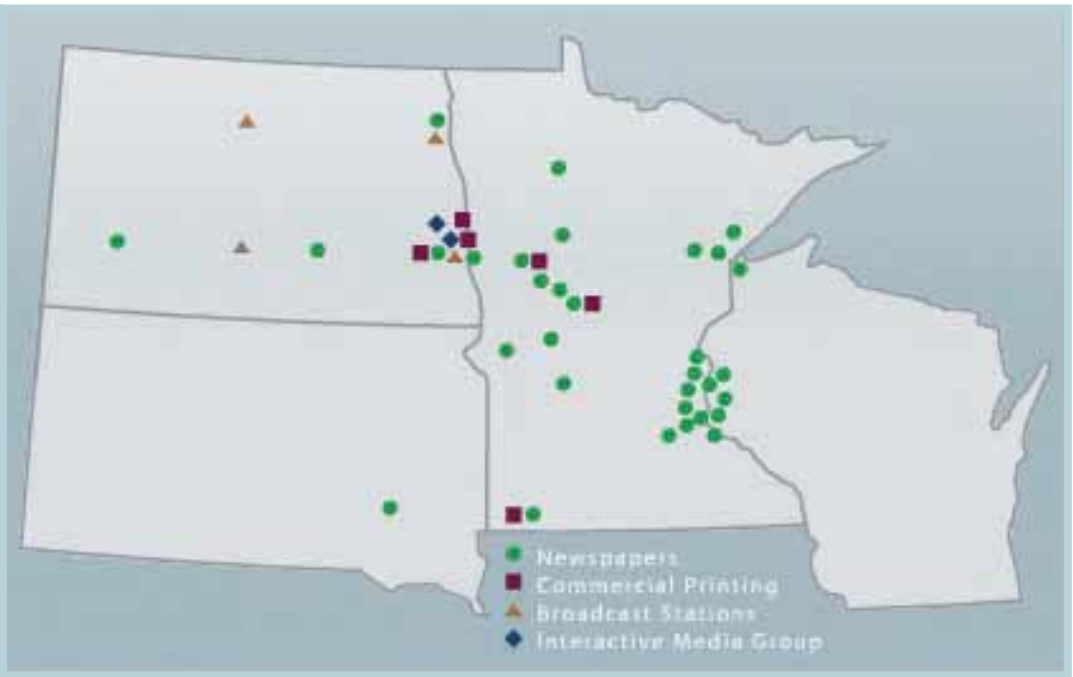 Newspapers
Commercial Printing
Broadcast Stations
Interactive Media Group